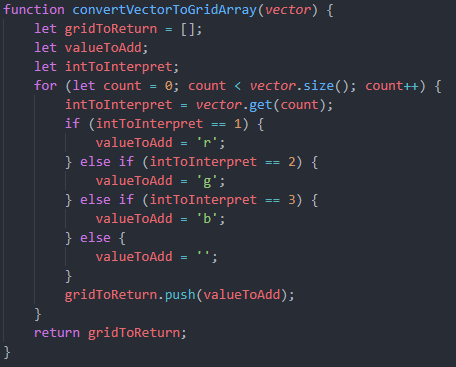 function convertVectorToGridArray(vector) {
    let gridToReturn = [];
    let valueToAdd;
    let intToInterpret;
    for (let count = 0; count < vector.size(); count++) {
        intToInterpret = vector.get(count);
        if (intToInterpret == 1) {
            valueToAdd = 'r';
        } else if (intToInterpret == 2) {
            valueToAdd = 'g';
        } else if (intToInterpret == 3) {
            valueToAdd = 'b';
        } else {
            valueToAdd = '';
        }
        gridToReturn.push(valueToAdd);
    }
    return gridToReturn;
}